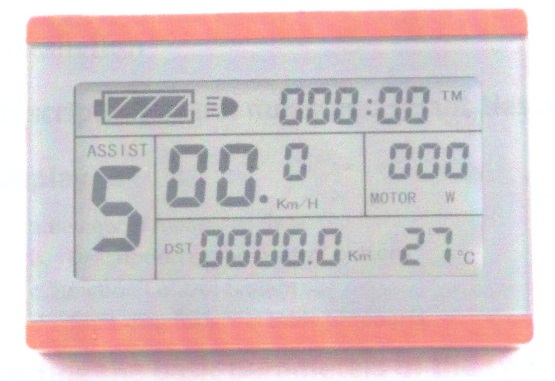 000:00 TM
ASSIST
5
00.0 Km/H
000
MOTOR W
DST 0000.0 Km 27°C